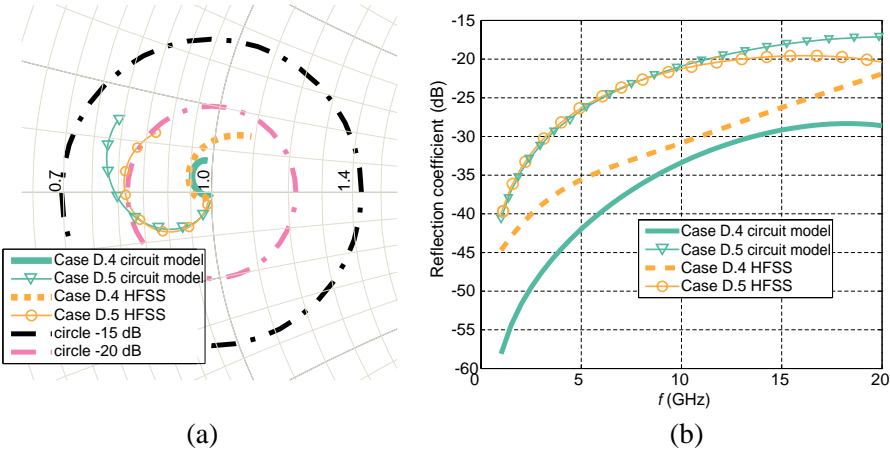 0.7
1.0
1.4
Case D.4 circuit model
Case D.5 circuit model
Case D.4 HFSS
Case D.5 HFSS
circle -15 dB
circle -20 dB
(a)
Reflection coefficient (dB)
-15
-20
-25
-30
-35
-40
-45
-50
-55
-60
Case D.4 circuit model
Case D.5 circuit model
Case D.4 HFSS
Case D.5 HFSS
0
5
10
15
20
f (GHz)
(b)